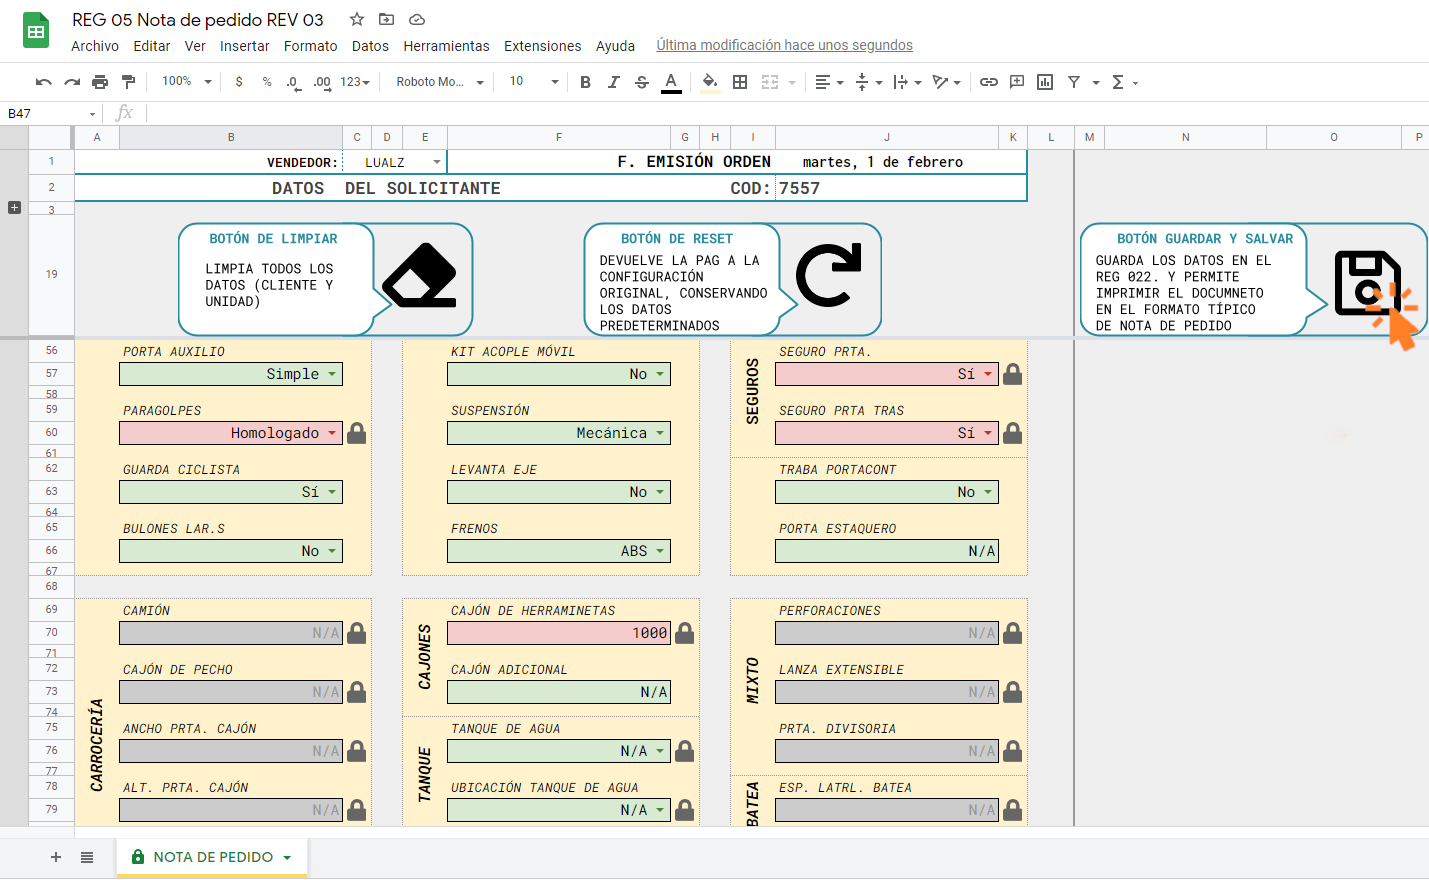 REG 05 Nota de pedido REV 03
Archivo Editar Ver Insertar Formato Datos Herramientas Extensiones Ayuda Última modificación hace unos segundos
100% $ % .0 .00 123 Roboto Mo... 10 B I S A
B47 fx
A B C D E F G H I J K L M N O P
1 VENDEDOR: LUALZ F. EMISIÓN ORDEN martes, 1 de febrero
2 DATOS DEL SOLICITANTE COD: 7557
3
19
BOTÓN DE LIMPIAR
LIMPIA TODOS LOS
DATOS (CLIENTE Y
UNIDAD)
BOTÓN DE RESET
DEVUELVE LA PAG A LA
CONFIGURACIÓN
ORIGINAL, CONSERVANDO
LOS DATOS
PREDETERMINADOS
BOTÓN GUARDAR Y SALVAR
GUARDA LOS DATOS EN EL
REG 022. Y PERMITE
IMPRIMIR EL DOCUMNETO
EN EL FORMATO TÍPICO
DE NOTA DE PEDIDO
56 PORTA AUXILIO KIT ACOPLE MÓVIL SEGURO PRTA.
57 Simple No Sí
58
SEGUROS
59 PARAGOLPES SUSPENSIÓN SEGURO PRTA TRAS
60 Homologado Mecánica Sí
61
62 GUARDA CICLISTA LEVANTA EJE TRABA PORTACONT
63 Sí No No
64
65 BULONES LAR.S FRENOS PORTA ESTAQUERO
66 No ABS N/A
67
68
69 CAMIÓN CAJÓN DE HERRAMINETAS PERFORACIONES
70 N/A 1000 N/A
71
CAJONES
MIXTO
72 CAJÓN DE PECHO CAJÓN ADICIONAL LANZA EXTENSIBLE
73 N/A N/A N/A
74
CARROCERÍA
75 ANCHO PRTA. CAJÓN TANQUE DE AGUA PRTA. DIVISORIA
76 N/A N/A N/A
77
TANQUE
BATEA
78 ALT. PRTA. CAJÓN UBICACIÓN TANQUE DE AGUA ESP. LATRL. BATEA
79 N/A N/A N/A
NOTA DE PEDIDO